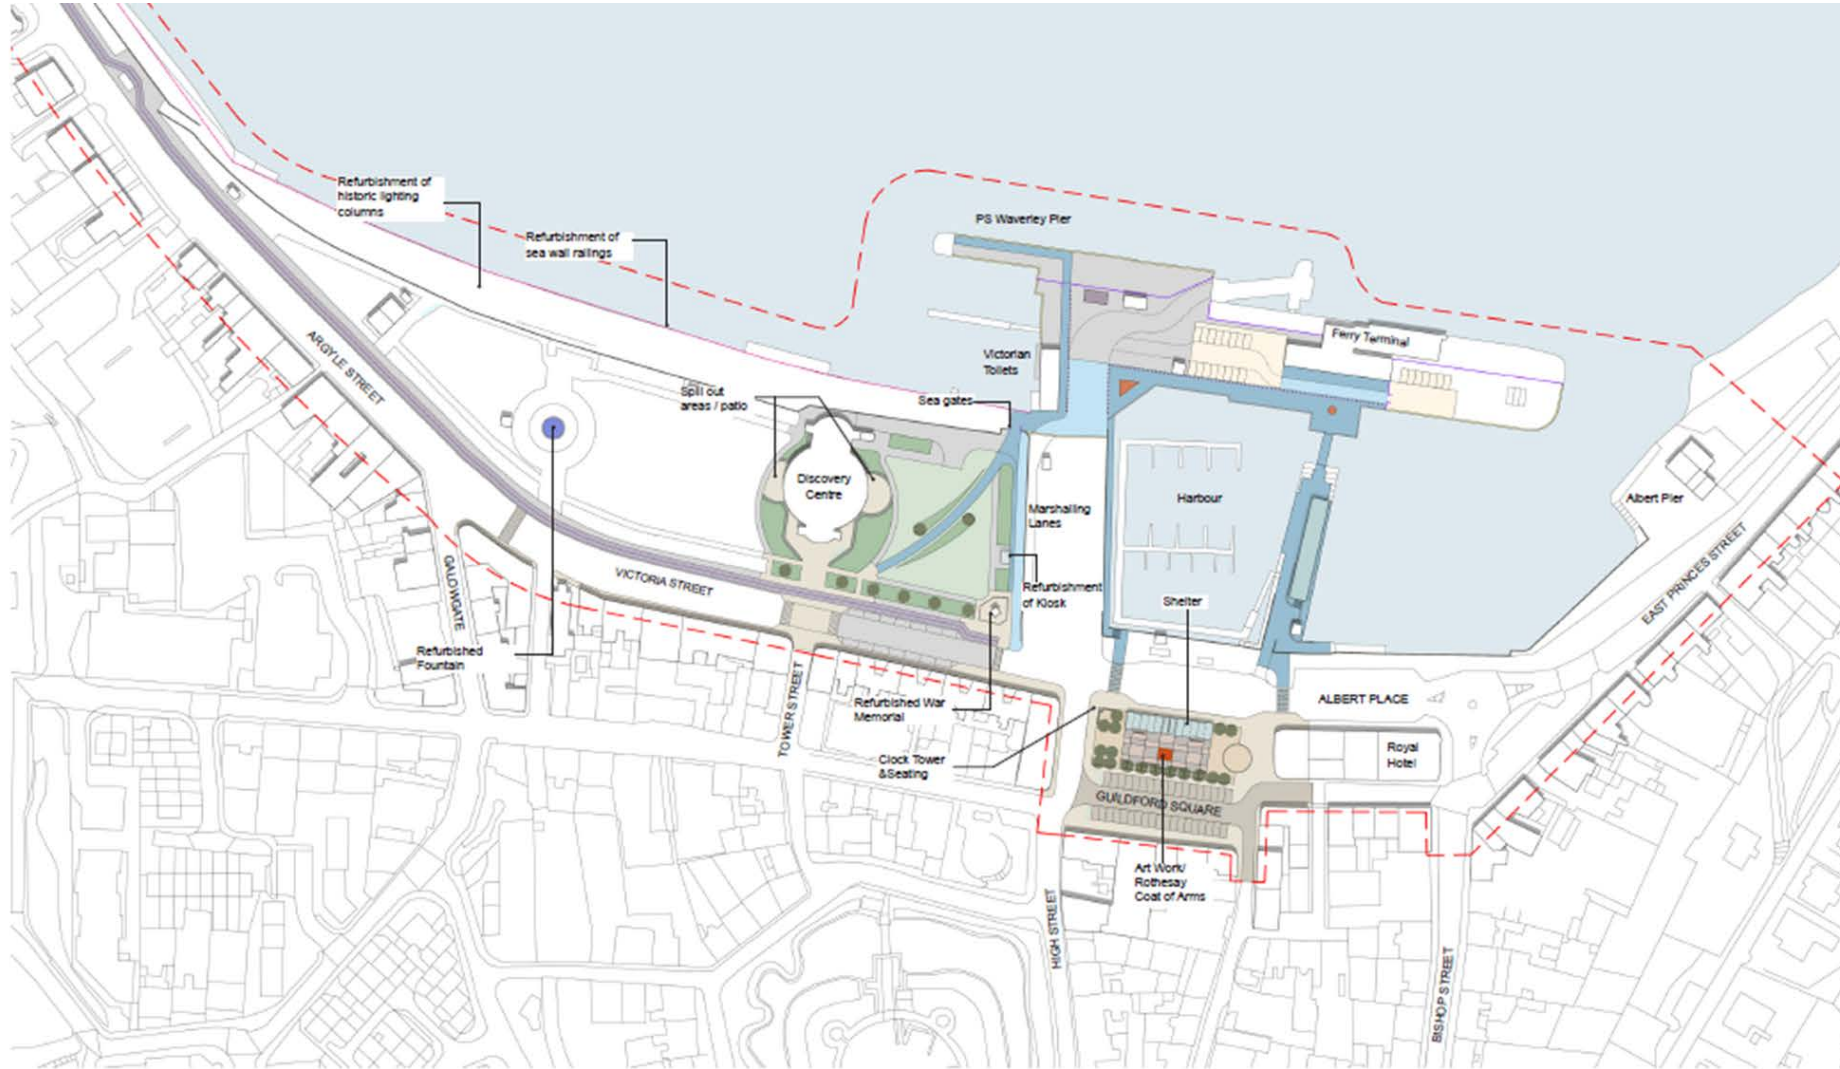 Refurbishment of
historic lighting
columns
Refurbishment of
sea wall railings
PS Waverley Pier
Ferry Terminal
Victorian
Toilets
ARGYLE STREET
Spill out
areas / patio
Sea gates
Discovery
Centre
Marshalling
Lanes
Harbour
Albert Pier
EAST PRINCES STREET
GALOWGATE
VICTORIA STREET
Refurbishment
of Kiosk
Shelter
Refurbished
Fountain
TOWER STREET
Refurbished War
Memorial
ALBERT PLACE
Clock Tower
&Seating
Royal
Hotel
GUILDFORD SQUARE
Art Work/
Rothesay
Coat of Arms
HIGH STREET
BISHOP STREET